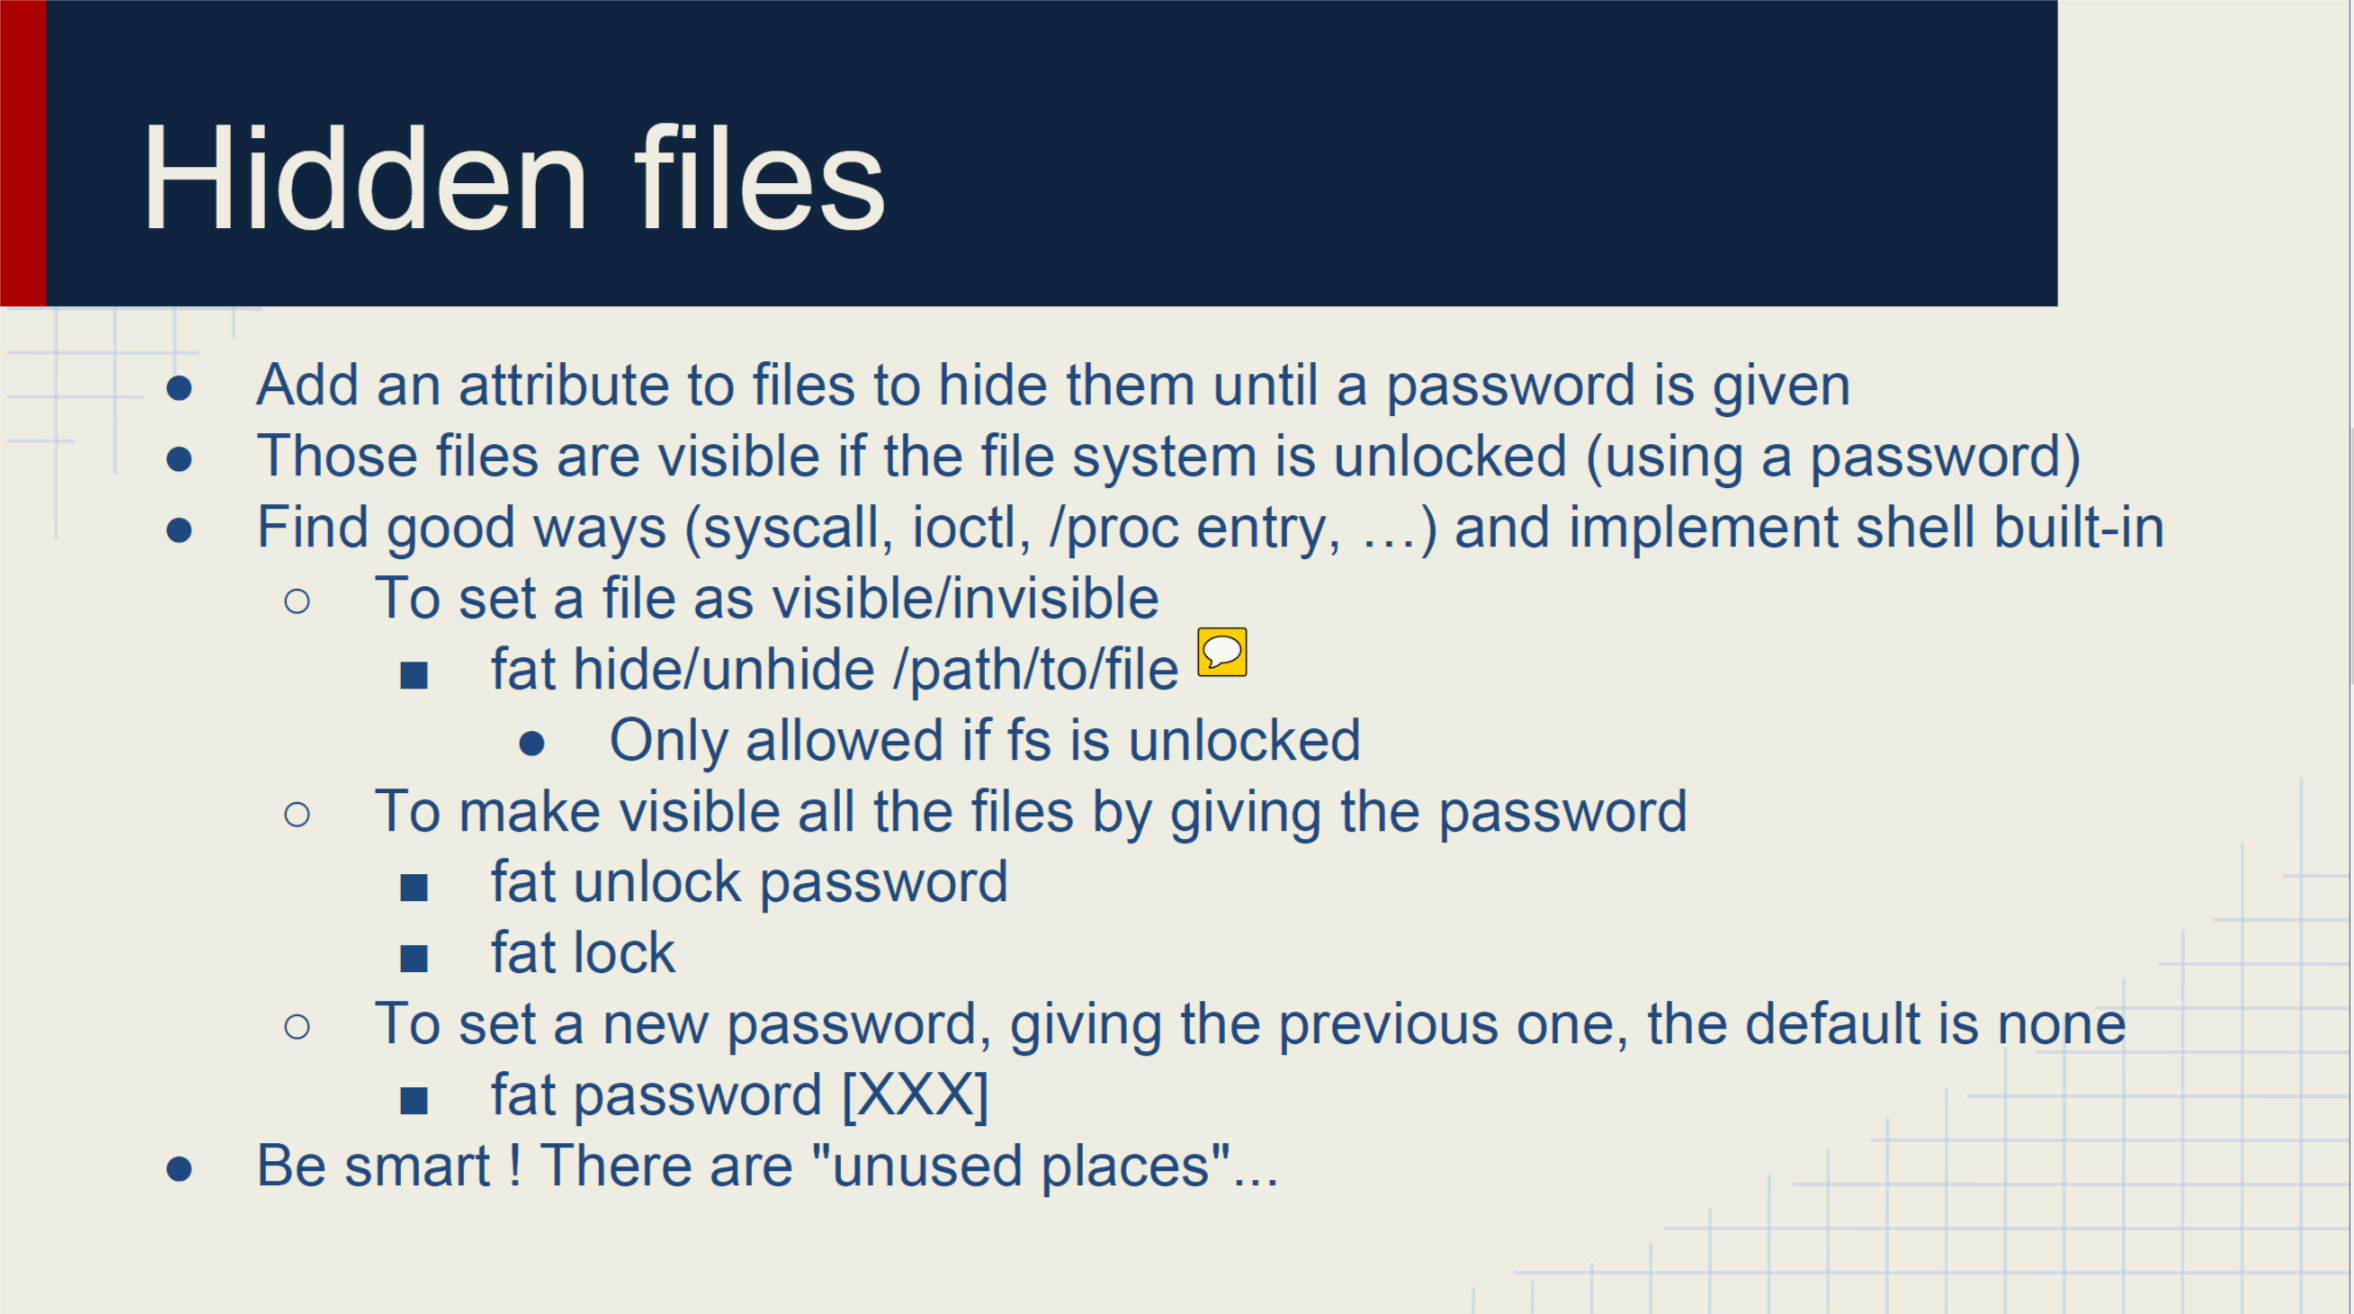 Hidden files
● Add an attribute to files to hide them until a password is given
● Those files are visible if the file system is unlocked (using a password)
● Find good ways (syscall, ioctl, /proc entry, …) and implement shell built-in
○ To set a file as visible/invisible
■ fat hide/unhide /path/to/file
● Only allowed if fs is unlocked
○ To make visible all the files by giving the password
■ fat unlock password
■ fat lock
○ To set a new password, giving the previous one, the default is none
■ fat password [XXX]
● Be smart ! There are "unused places"...